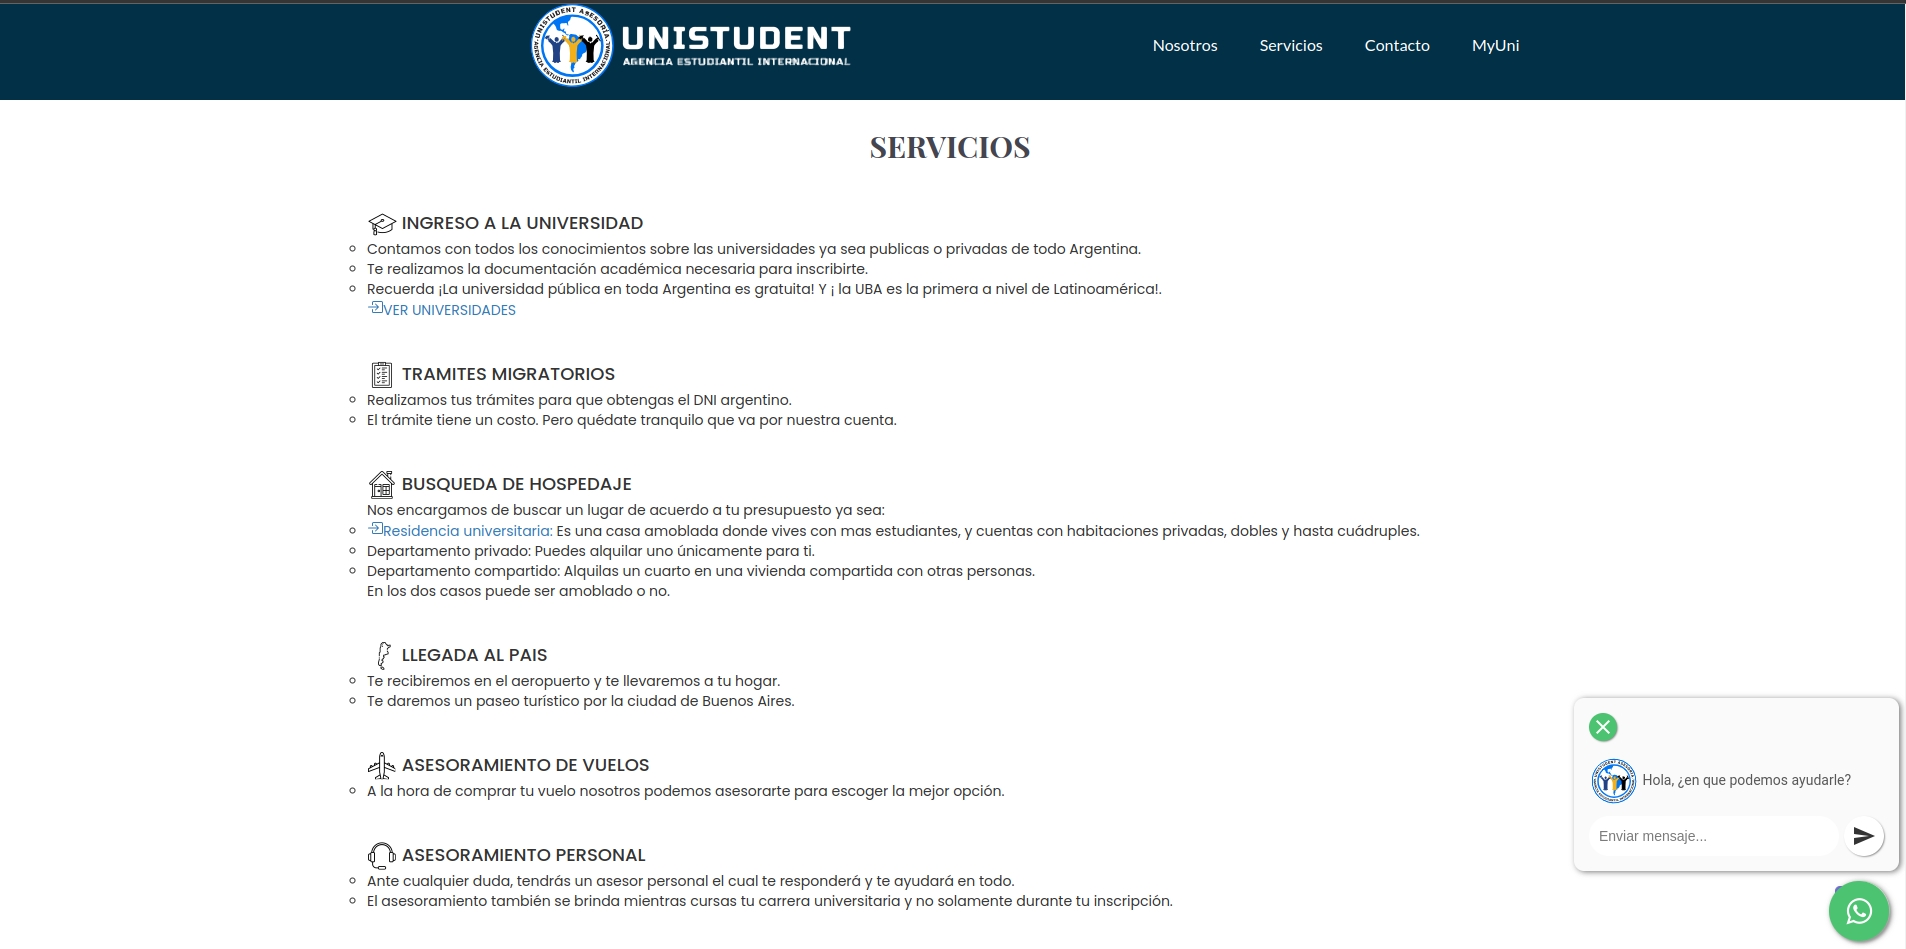 UNISTUDENT ASESORÍA
AGENCIA ESTUDIANTIL INTERNACIONAL
UNISTUDENT
AGENCIA ESTUDIANTIL INTERNACIONAL
Nosotros
Servicios
Contacto
MyUni
SERVICIOS
INGRESO A LA UNIVERSIDAD
Contamos con todos los conocimientos sobre las universidades ya sea publicas o privadas de todo Argentina.
Te realizamos la documentación académica necesaria para inscribirte.
Recuerda ¡La universidad pública en toda Argentina es gratuita! Y ¡ la UBA es la primera a nivel de Latinoamérica!.
VER UNIVERSIDADES
TRAMITES MIGRATORIOS
Realizamos tus trámites para que obtengas el DNI argentino.
El trámite tiene un costo. Pero quédate tranquilo que va por nuestra cuenta.
BUSQUEDA DE HOSPEDAJE
Nos encargamos de buscar un lugar de acuerdo a tu presupuesto ya sea:
Residencia universitaria: Es una casa amoblada donde vives con mas estudiantes, y cuentas con habitaciones privadas, dobles y hasta cuádruples.
Departamento privado: Puedes alquilar uno únicamente para ti.
Departamento compartido: Alquilas un cuarto en una vivienda compartida con otras personas.
En los dos casos puede ser amoblado o no.
LLEGADA AL PAIS
Te recibiremos en el aeropuerto y te llevaremos a tu hogar.
Te daremos un paseo turístico por la ciudad de Buenos Aires.
ASESORAMIENTO DE VUELOS
A la hora de comprar tu vuelo nosotros podemos asesorarte para escoger la mejor opción.
ASESORAMIENTO PERSONAL
Ante cualquier duda, tendrás un asesor personal el cual te responderá y te ayudará en todo.
El asesoramiento también se brinda mientras cursas tu carrera universitaria y no solamente durante tu inscripción.
Hola, ¿en que podemos ayudarle?
Enviar mensaje...